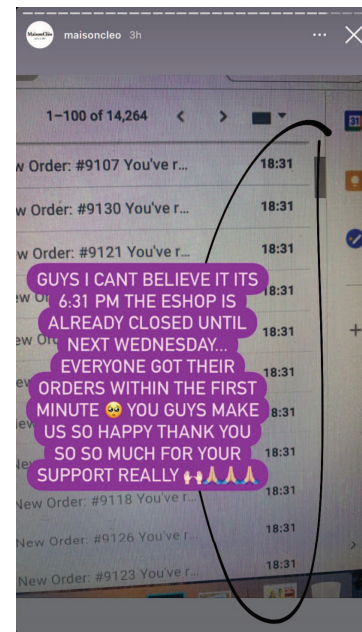 MaisonCléo
maisoncleo 3h
1–100 of 14,264
31
w Order: #9107 You've r... 18:31
w Order: #9130 You've r... 18:31
w Order: #9121 You've r... 18:31
18:31
18:31
18:31
8:31
18:31
New Order: #9118 You've r... 18:31
New Order: #9126 You've r... 18:31
New Order: #9123 You've r... 18:31
GUYS I CANT BELIEVE IT ITS
6:31 PM THE ESHOP IS
ALREADY CLOSED UNTIL
NEXT WEDNESDAY...
EVERYONE GOT THEIR
ORDERS WITHIN THE FIRST
MINUTE 🥺 YOU GUYS MAKE
US SO HAPPY THANK YOU
SO SO MUCH FOR YOUR
SUPPORT REALLY 🙌🏻🙏🏻🙏🏻🙏🏻